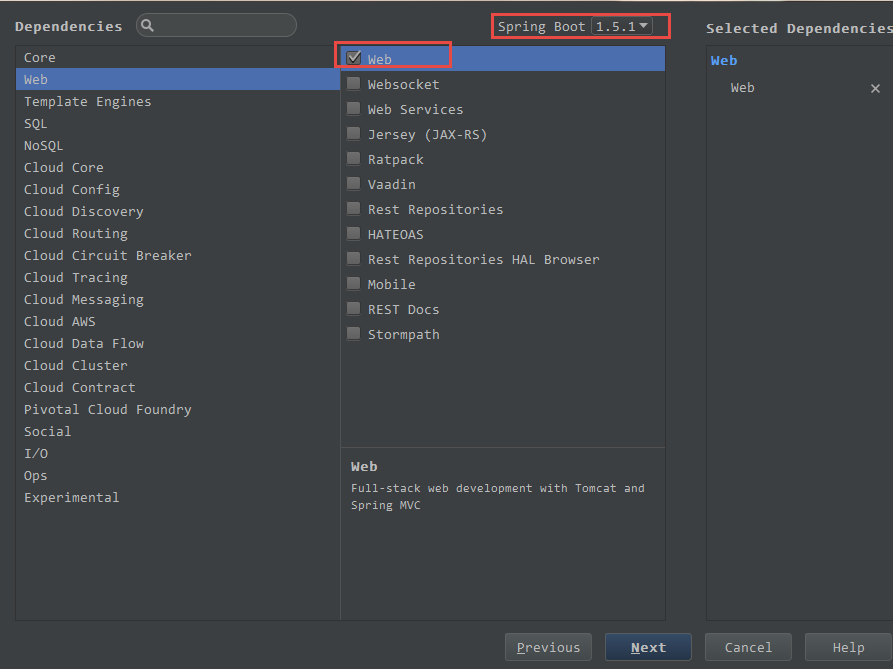 Dependencies
Spring Boot 1.5.1
Selected Dependencies
Core
Web
Template Engines
SQL
NoSQL
Cloud Core
Cloud Config
Cloud Discovery
Cloud Routing
Cloud Circuit Breaker
Cloud Tracing
Cloud Messaging
Cloud AWS
Cloud Data Flow
Cloud Cluster
Cloud Contract
Pivotal Cloud Foundry
Social
I/O
Ops
Experimental
Web
Websocket
Web Services
Jersey (JAX-RS)
Ratpack
Vaadin
Rest Repositories
HATEOAS
Rest Repositories HAL Browser
Mobile
REST Docs
Stormpath
Web
Full-stack web development with Tomcat and
Spring MVC
Web
Web
Previous
Next
Cancel
Help